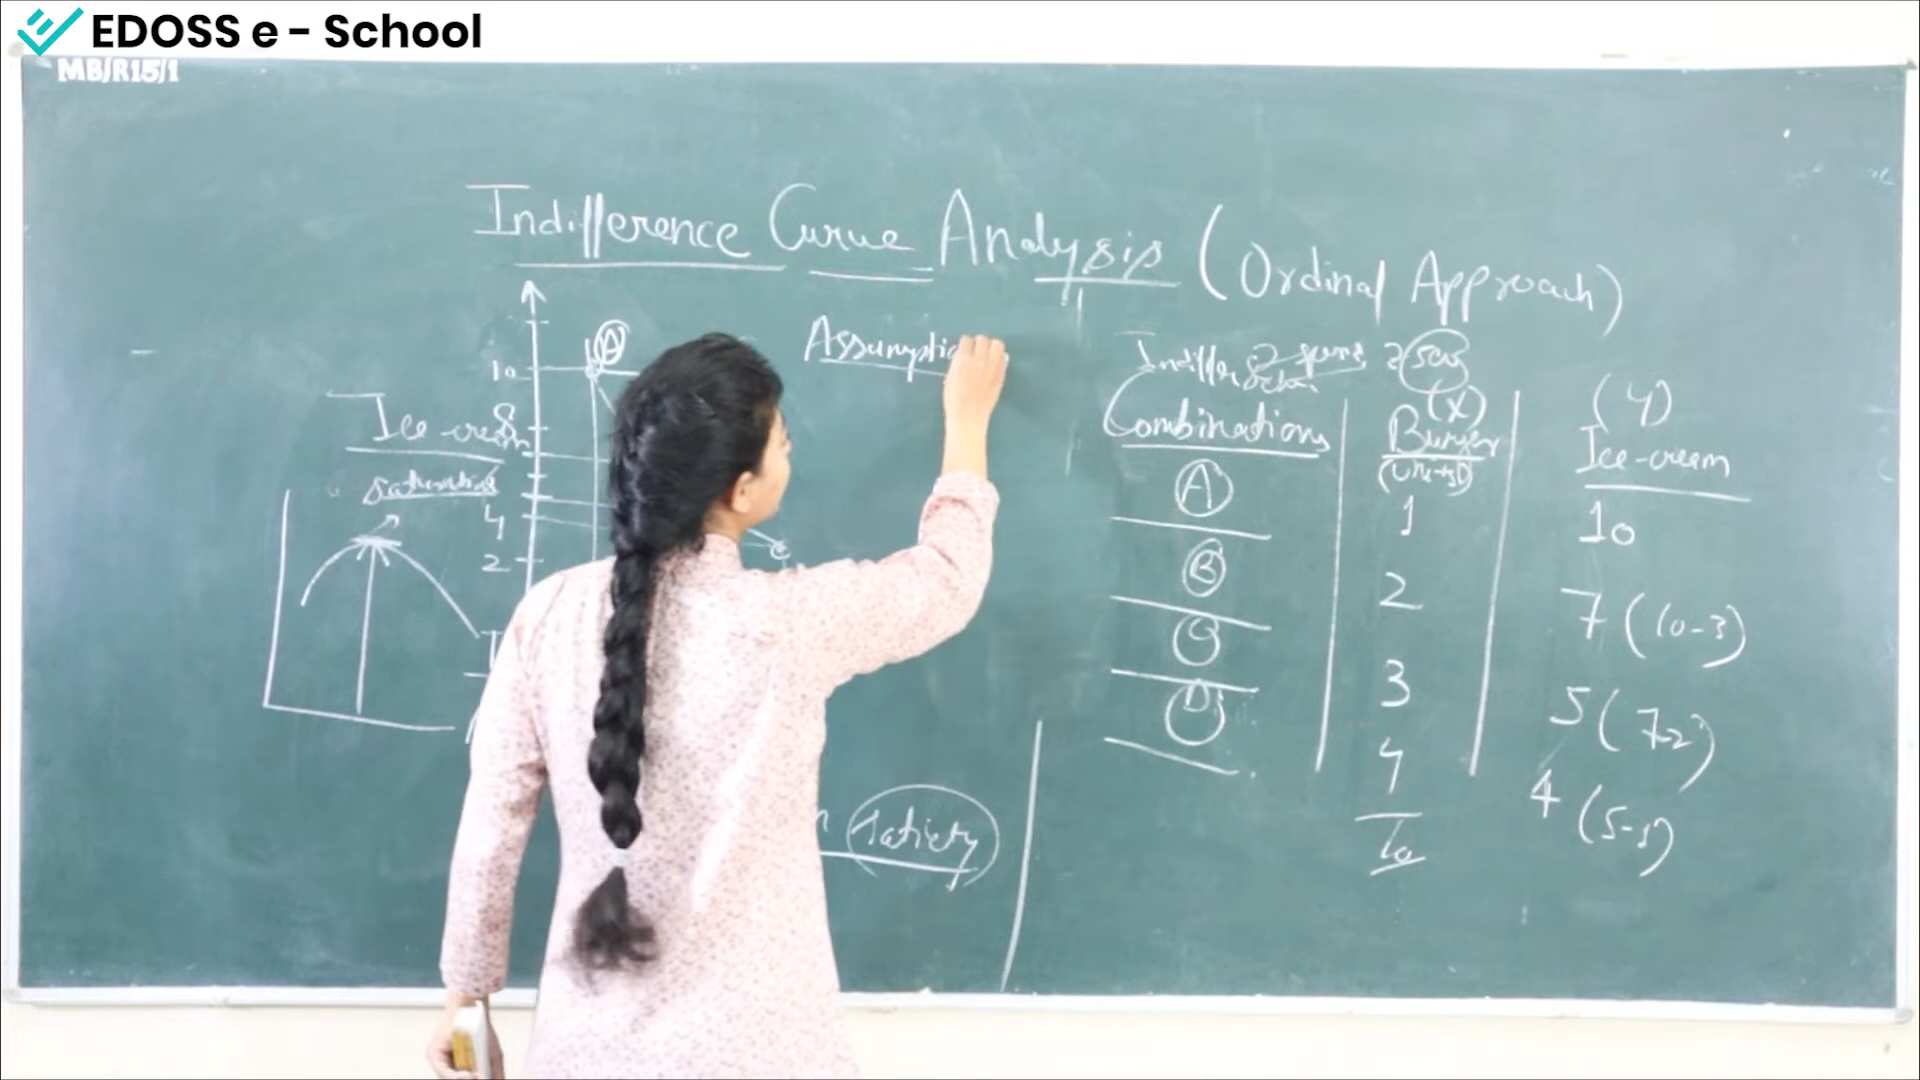 EDOSS e - School
MB/R15/1
Indifference Curve Analysis (Ordinal Approach)
A
Assumptio
10
8
Ice-cream
4
2
satiety
Combinations
(X)
Burger
(Y)
Ice-cream
A 1 10
B 2 7 (10-3)
C 3 5 (7-2)
D 4 4 (5-1)
10